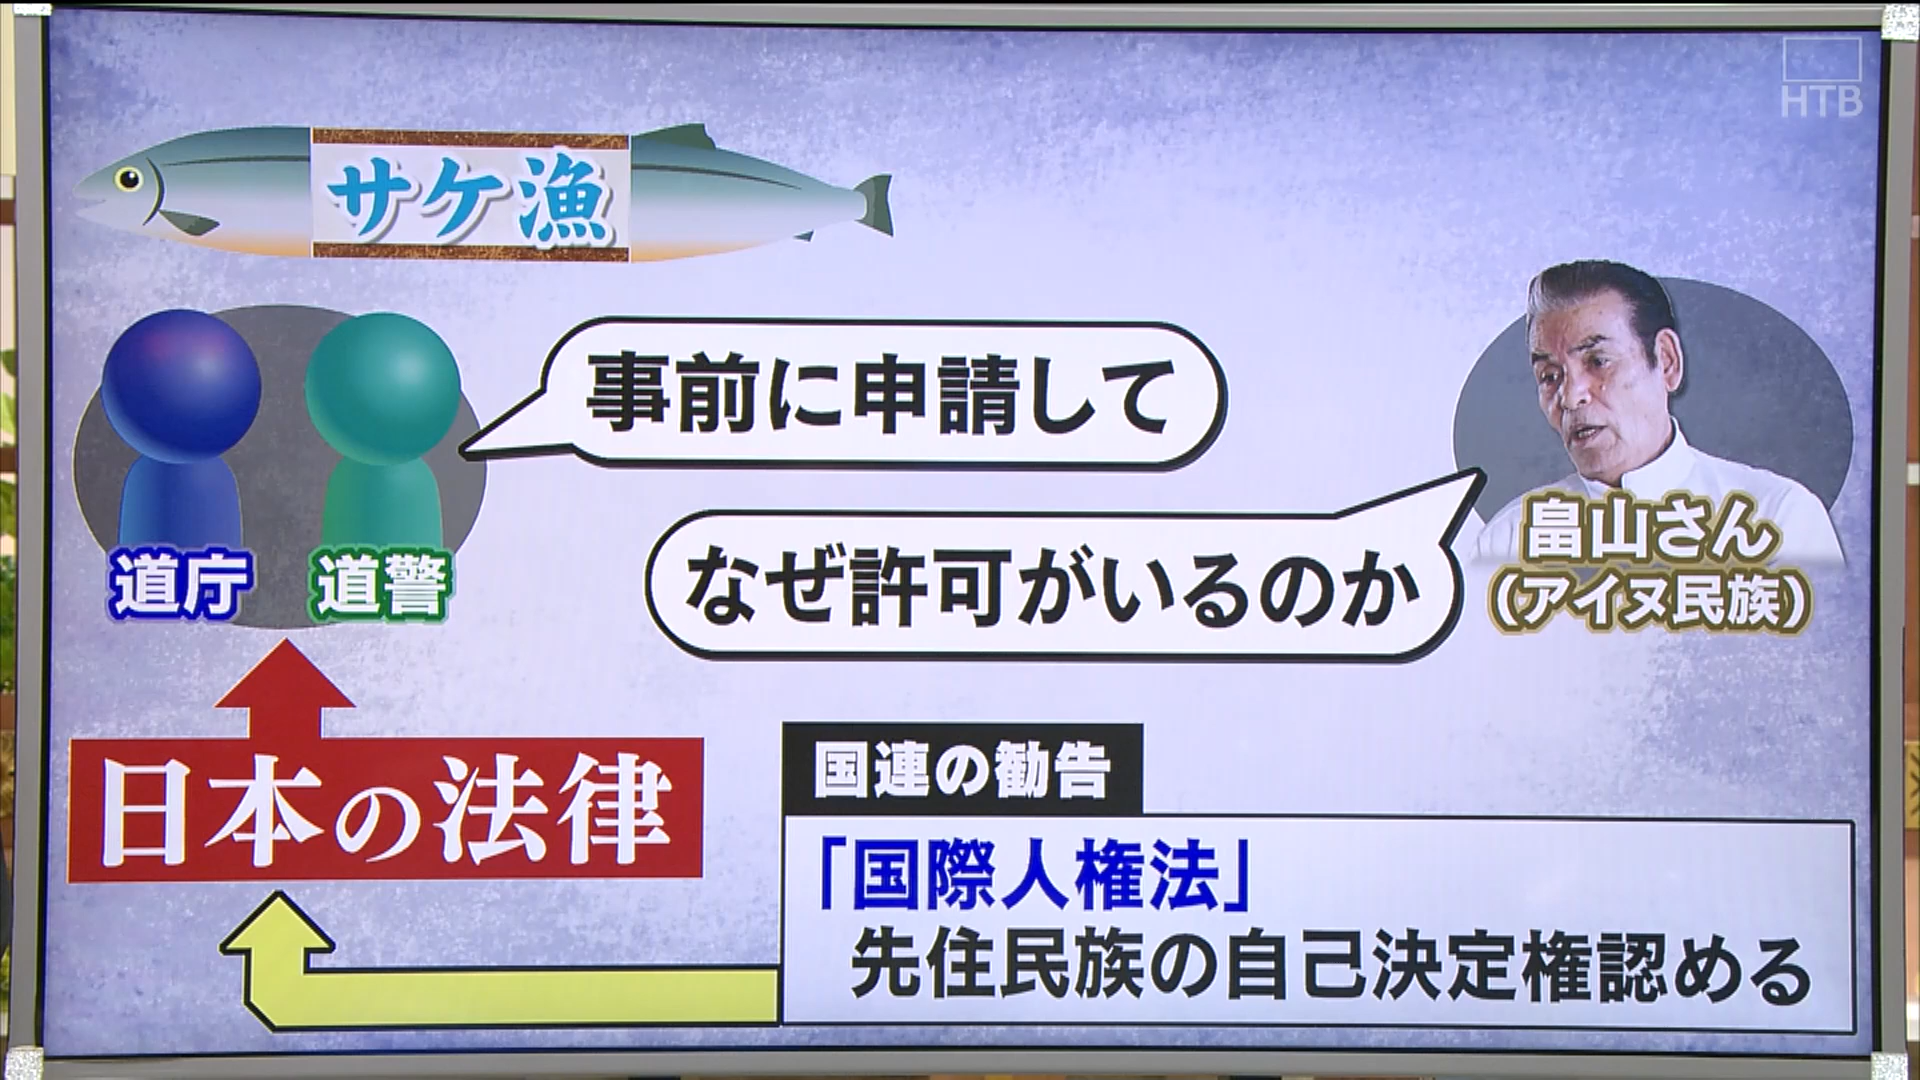 HTB
サケ漁
事前に申請して
なぜ許可がいるのか
畠山さん
（アイヌ民族）
道庁
道警
日本の法律
国連の勧告
「国際人権法」
先住民族の自己決定権認める